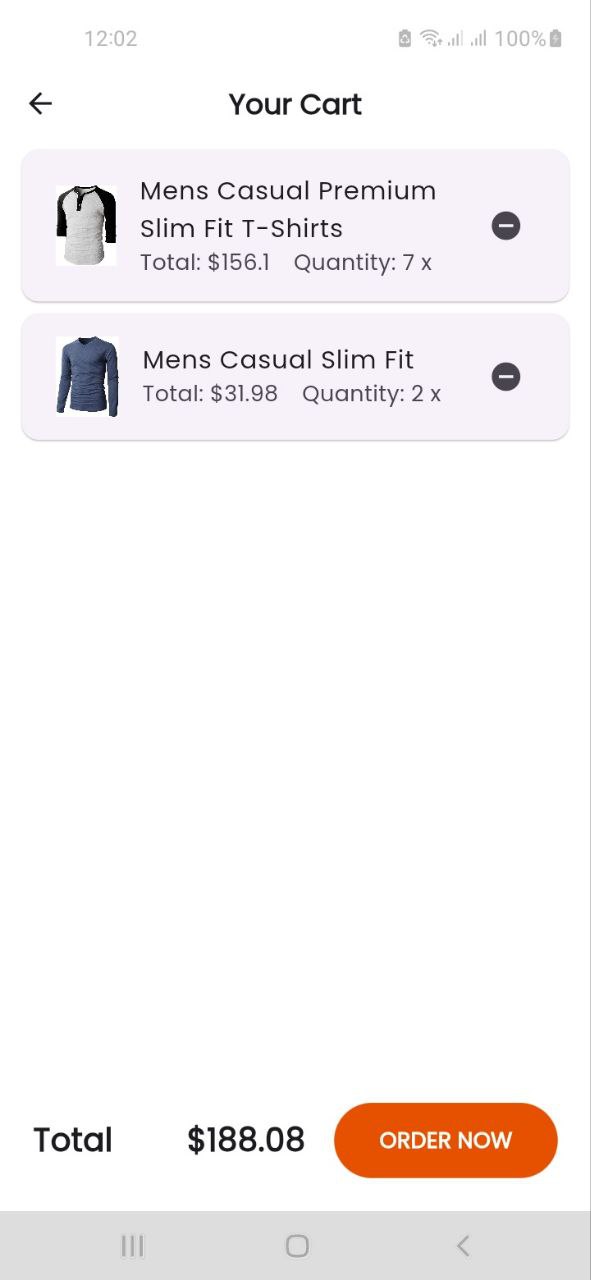 12:02
100%
Your Cart
Mens Casual Premium
Slim Fit T-Shirts
Total: $156.1 Quantity: 7 x
Mens Casual Slim Fit
Total: $31.98 Quantity: 2 x
Total $188.08 ORDER NOW